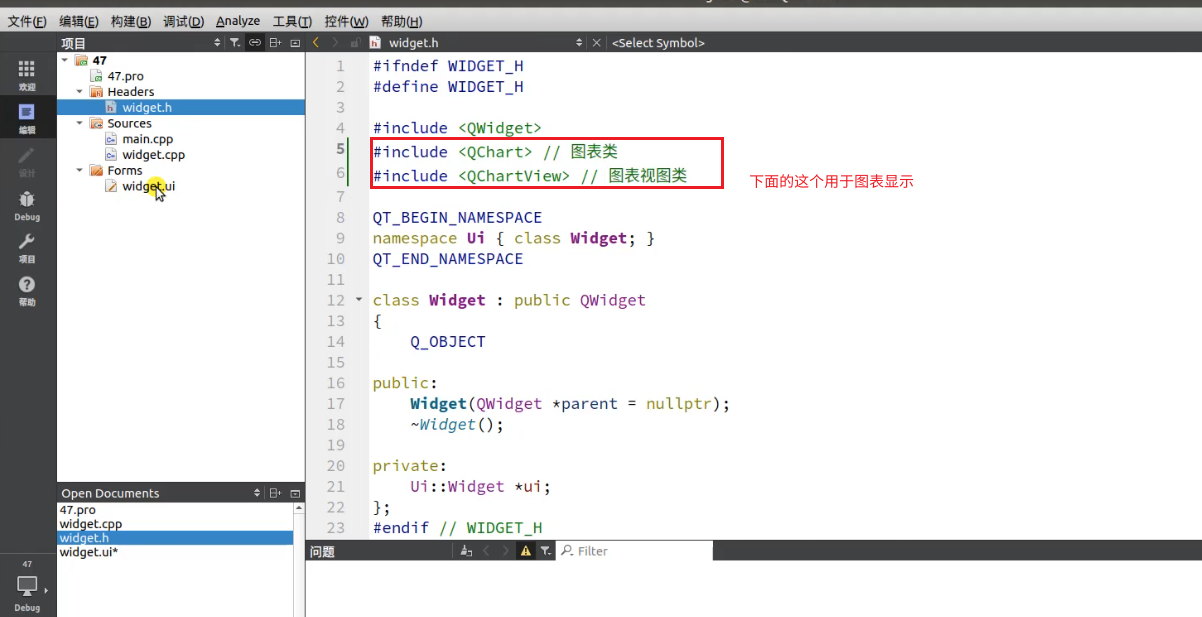 文件(F) 编辑(E) 构建(B) 调试(D) Analyze 工具(T) 控件(W) 帮助(H)
项目
widget.h
<Select Symbol>
欢迎
编辑
设计
Debug
项目
帮助
47
Debug
47
47.pro
Headers
widget.h
Sources
main.cpp
widget.cpp
Forms
widget.ui
Open Documents
47.pro
widget.cpp
widget.h
widget.ui*
1 #ifndef WIDGET_H
2 #define WIDGET_H
3
4 #include <QWidget>
5 #include <QChart> // 图表类
6 #include <QChartView> // 图表视图类
下面的这个用于图表显示
7
8 QT_BEGIN_NAMESPACE
9 namespace Ui { class Widget; }
10 QT_END_NAMESPACE
11
12 class Widget : public QWidget
13 {
14 Q_OBJECT
15
16 public:
17 Widget(QWidget *parent = nullptr);
18 ~Widget();
19
20 private:
21 Ui::Widget *ui;
22 };
23 #endif // WIDGET_H
问题
Filter